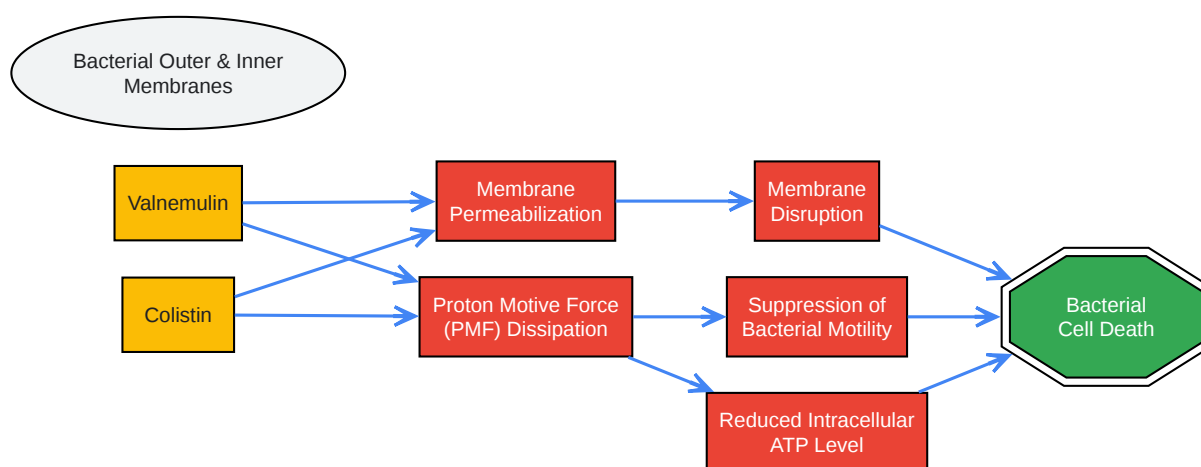 Bacterial Outer & Inner
Membranes
Valnemulin
Membrane
Permeabilization
Membrane
Disruption
Colistin
Proton Motive Force
(PMF) Dissipation
Suppression of
Bacterial Motility
Bacterial
Cell Death
Reduced Intracellular
ATP Level